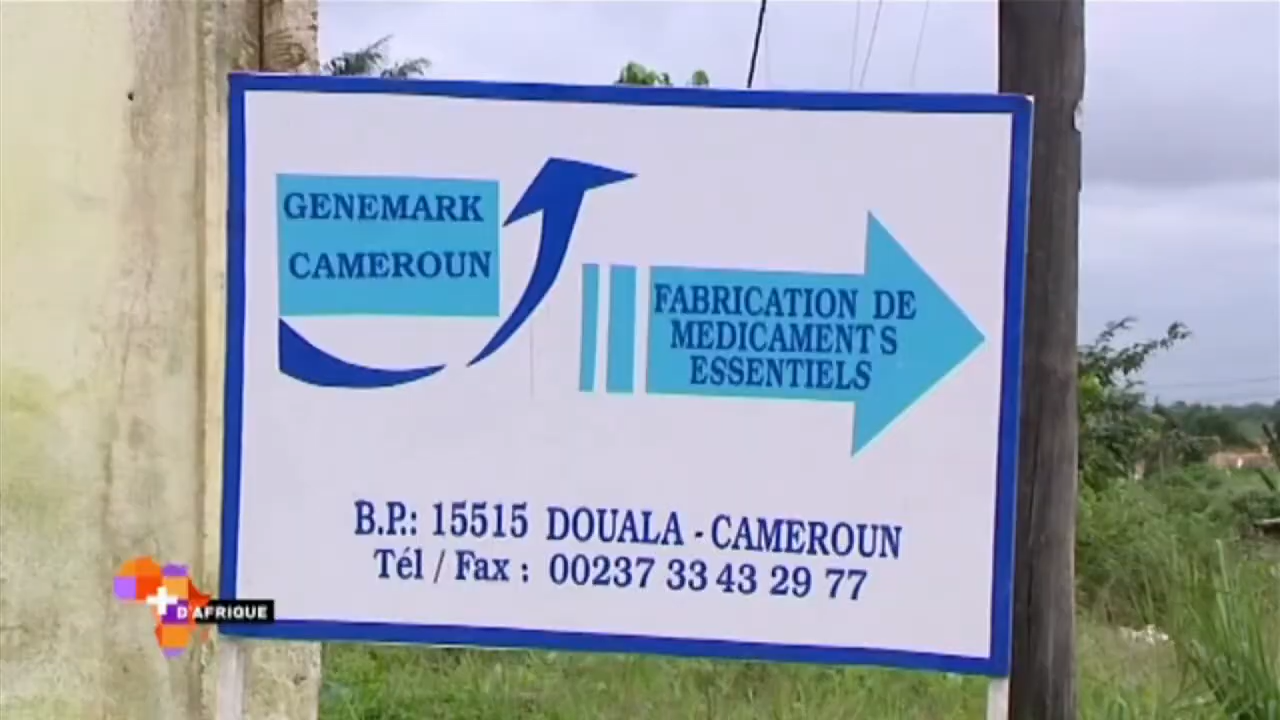 GENEMARK
CAMEROUN
FABRICATION DE
MEDICAMENTS
ESSENTIELS
B.P.: 15515 DOUALA - CAMEROUN
Tél / Fax : 00237 33 43 29 77
+ D'AFRIQUE